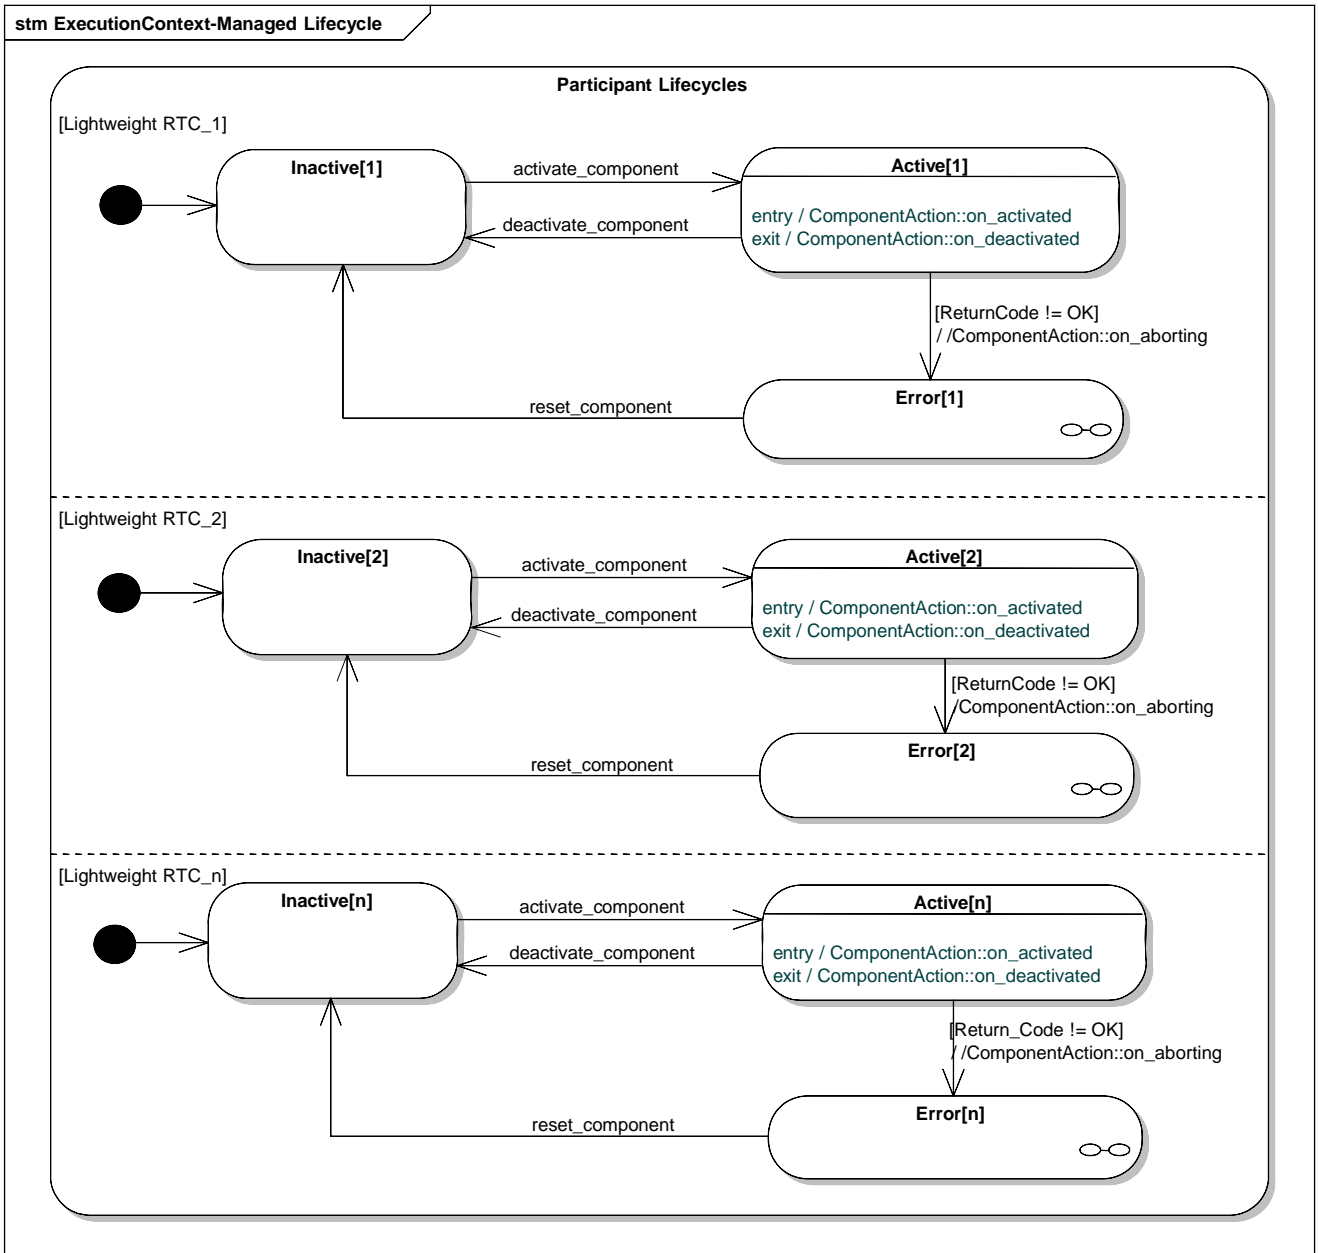 stm ExecutionContext-Managed Lifecycle
Participant Lifecycles
[Lightweight RTC_1]
Inactive[1]
activate_component
Active[1]
deactivate_component
entry / ComponentAction::on_activated
exit / ComponentAction::on_deactivated
[ReturnCode != OK]
/ /ComponentAction::on_aborting
reset_component
Error[1]
[Lightweight RTC_2]
Inactive[2]
activate_component
Active[2]
deactivate_component
entry / ComponentAction::on_activated
exit / ComponentAction::on_deactivated
[ReturnCode != OK]
/ComponentAction::on_aborting
reset_component
Error[2]
[Lightweight RTC_n]
Inactive[n]
activate_component
Active[n]
deactivate_component
entry / ComponentAction::on_activated
exit / ComponentAction::on_deactivated
[Return_Code != OK]
/ /ComponentAction::on_aborting
reset_component
Error[n]